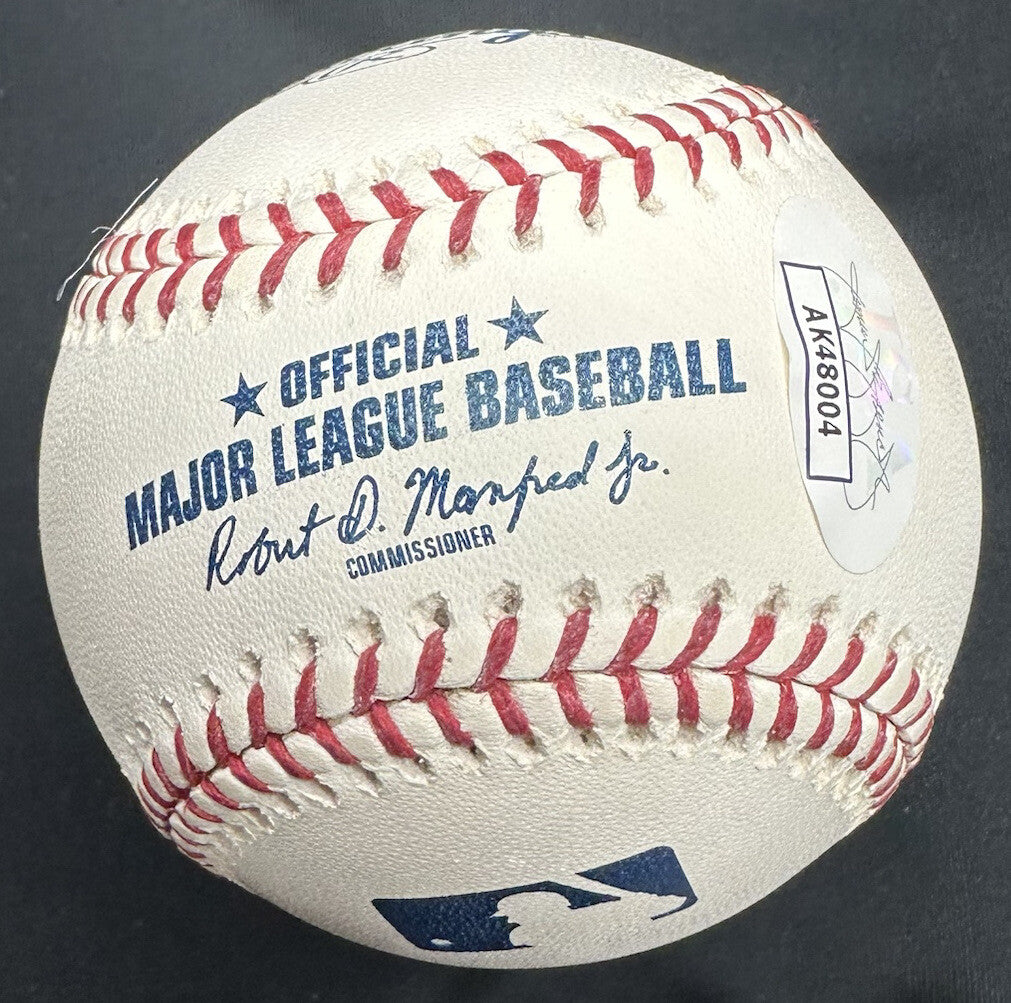 ★ OFFICIAL ★
MAJOR LEAGUE BASEBALL
Robert D. Manfred Jr.
COMMISSIONER
AK48004